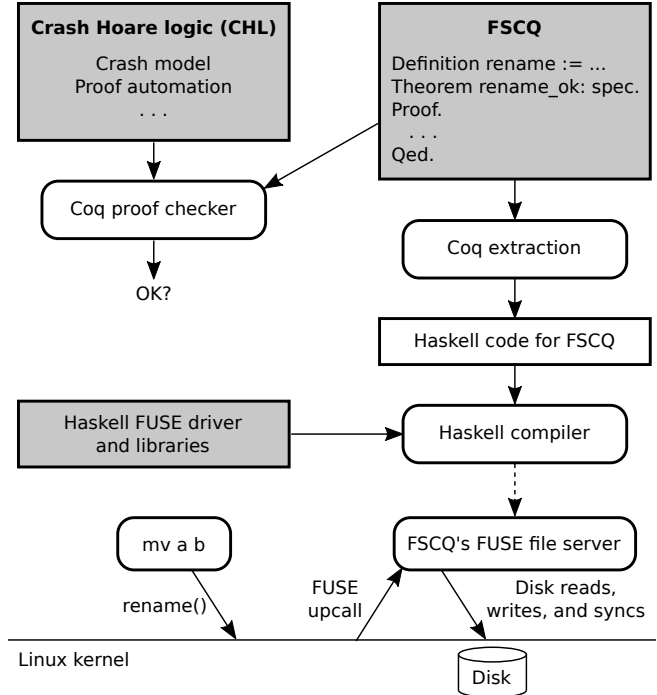 Crash Hoare logic (CHL)
Crash model
Proof automation
. . .
FSCQ
Definition rename := ...
Theorem rename_ok: spec.
Proof.
. . .
Qed.
Coq proof checker
OK?
Coq extraction
Haskell code for FSCQ
Haskell FUSE driver
and libraries
Haskell compiler
mv a b
FSCQ's FUSE file server
rename()
FUSE
upcall
Disk reads,
writes, and syncs
Linux kernel
Disk